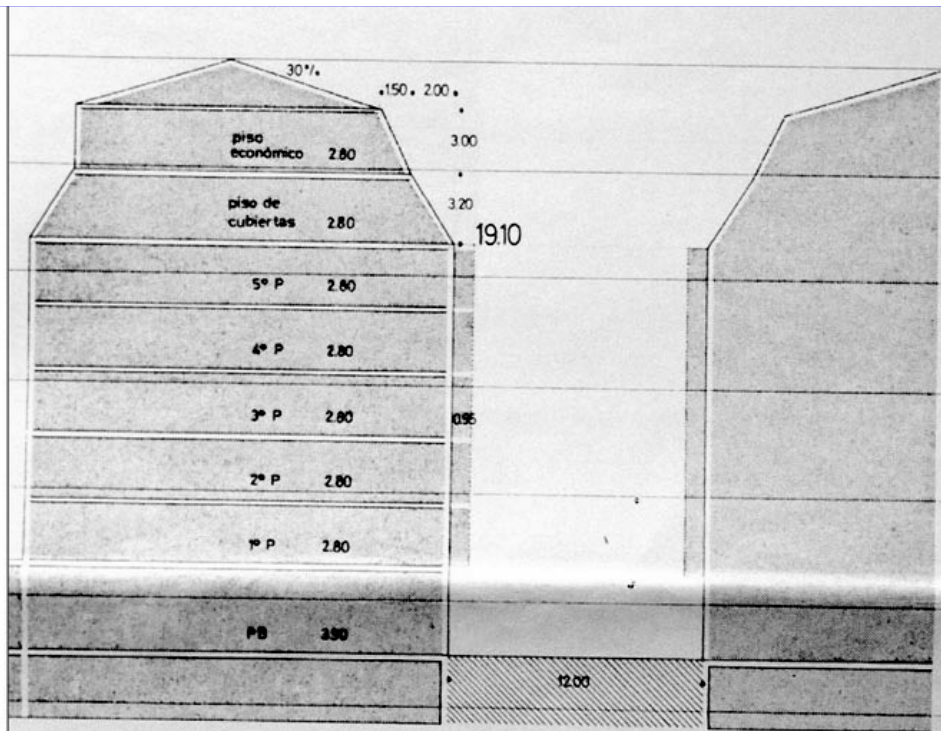 30%
1.50 2.00
piso
económico 2.80
3.00
piso de
cubiertas 2.80
3.20
19.10
5º P 2.80
4º P 2.80
3º P 2.80
0.95
2º P 2.80
1º P 2.80
PB 3.90
12.00